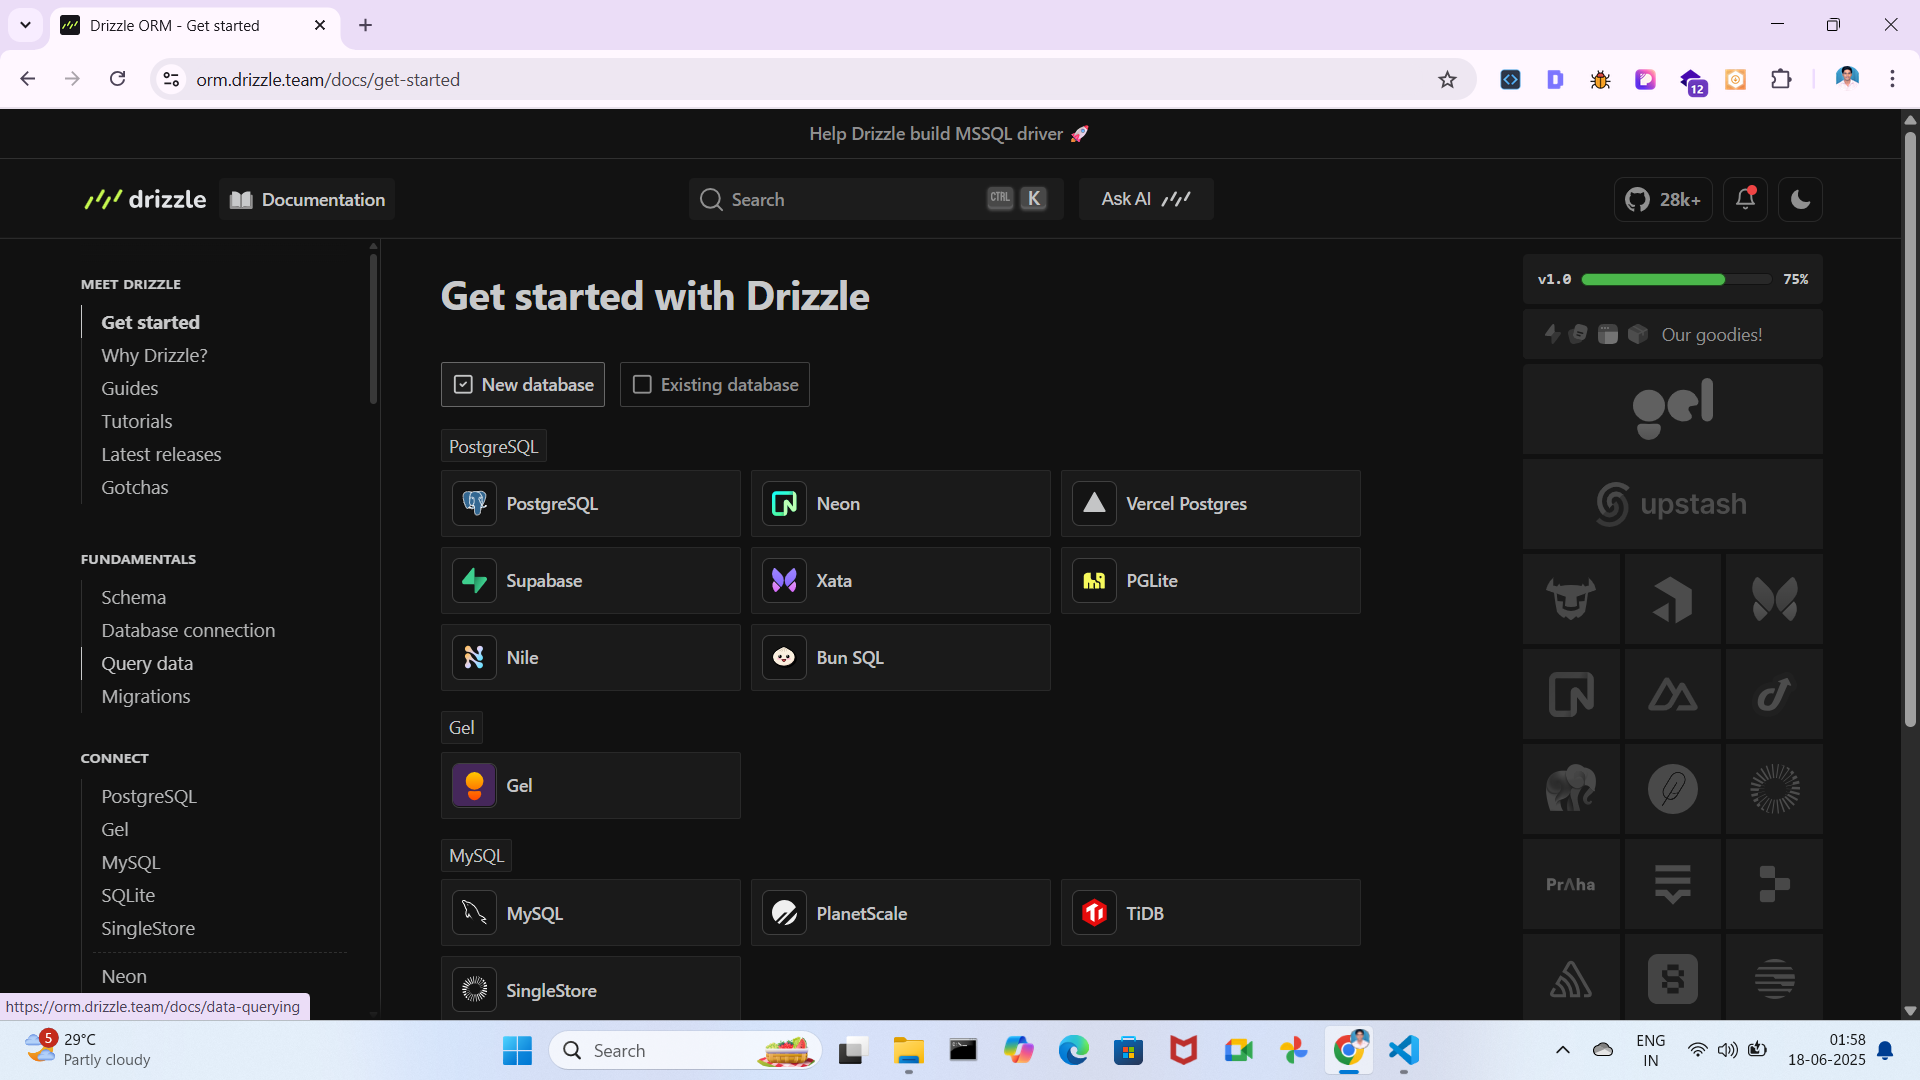 Drizzle ORM - Get started
orm.drizzle.team/docs/get-started
12
Help Drizzle build MSSQL driver 🚀
drizzle
Documentation
Search
CTRL K
Ask AI
28k+
MEET DRIZZLE
Get started
Why Drizzle?
Guides
Tutorials
Latest releases
Gotchas
FUNDAMENTALS
Schema
Database connection
Query data
Migrations
CONNECT
PostgreSQL
Gel
MySQL
SQLite
SingleStore
Neon
Get started with Drizzle
New database
Existing database
PostgreSQL
PostgreSQL
Neon
Vercel Postgres
Supabase
Xata
PGLite
Nile
Bun SQL
Gel
Gel
MySQL
MySQL
PlanetScale
TiDB
SingleStore
v1.0 75%
Our goodies!
gel
upstash
PrΛha
https://orm.drizzle.team/docs/data-querying
5
29°C
Partly cloudy
Search
ENG
IN
01:58
18-06-2025